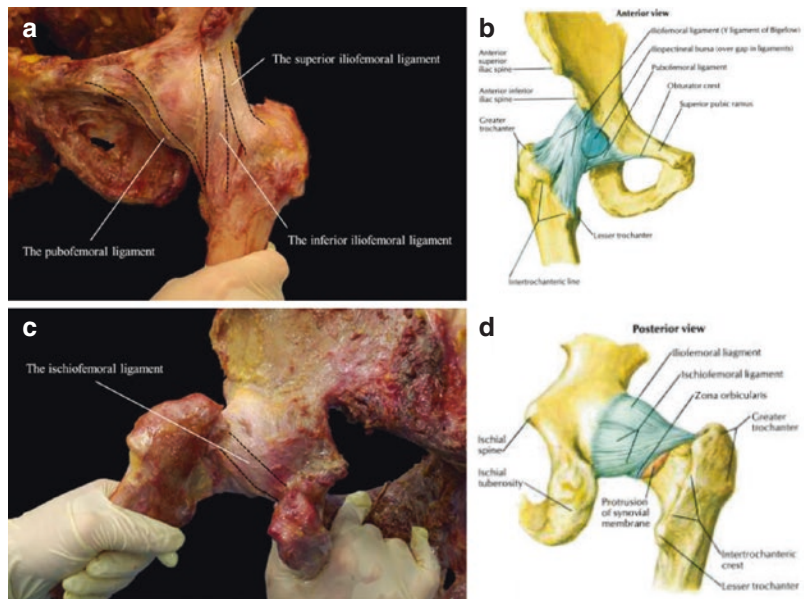 a
The superior iliofemoral ligament
The pubofemoral ligament
The inferior iliofemoral ligament
b
Anterior view
Iliofemoral ligament (Y ligament of Bigelow)
Iliopectineal bursa (over gap in ligaments)
Pubofemoral ligament
Obturator crest
Superior pubic ramus
Anterior
superior
iliac spine
Anterior inferior
iliac spine
Greater
trochanter
Lesser trochanter
Intertrochanteric line
c
The ischiofemoral ligament
d
Posterior view
Iliofemoral liagment
Ischiofemoral ligament
Zona orbicularis
Greater
trochanter
Ischial
spine
Ischial
tuberosity
Protrusion
of synovial
membrane
Intertrochanteric
crest
Lesser trochanter